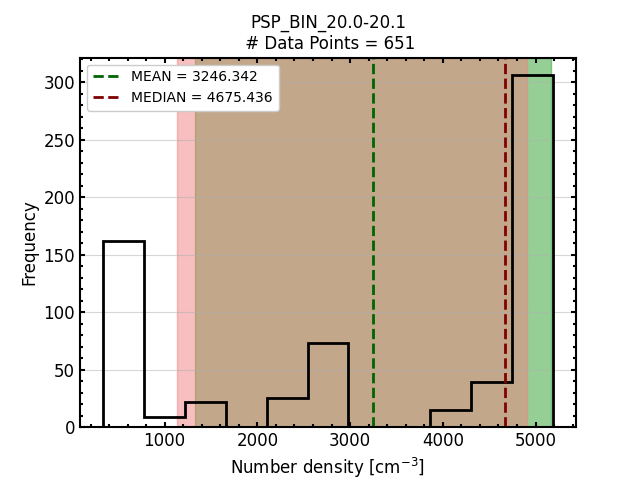 PSP_BIN_20.0-20.1
# Data Points = 651
MEAN = 3246.342
MEDIAN = 4675.436
300
250
200
150
100
50
0
Frequency
1000 2000 3000 4000 5000
Number density [cm⁻³]